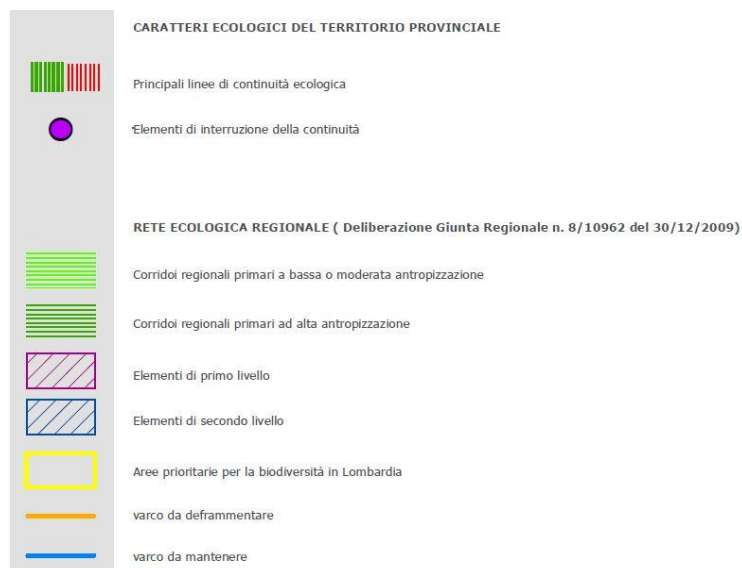 CARATTERI ECOLOGICI DEL TERRITORIO PROVINCIALE
Principali linee di continuità ecologica
Elementi di interruzione della continuità
RETE ECOLOGICA REGIONALE ( Deliberazione Giunta Regionale n. 8/10962 del 30/12/2009)
Corridoi regionali primari a bassa o moderata antropizzazione
Corridoi regionali primari ad alta antropizzazione
Elementi di primo livello
Elementi di secondo livello
Aree prioritarie per la biodiversità in Lombardia
varco da deframmentare
varco da mantenere